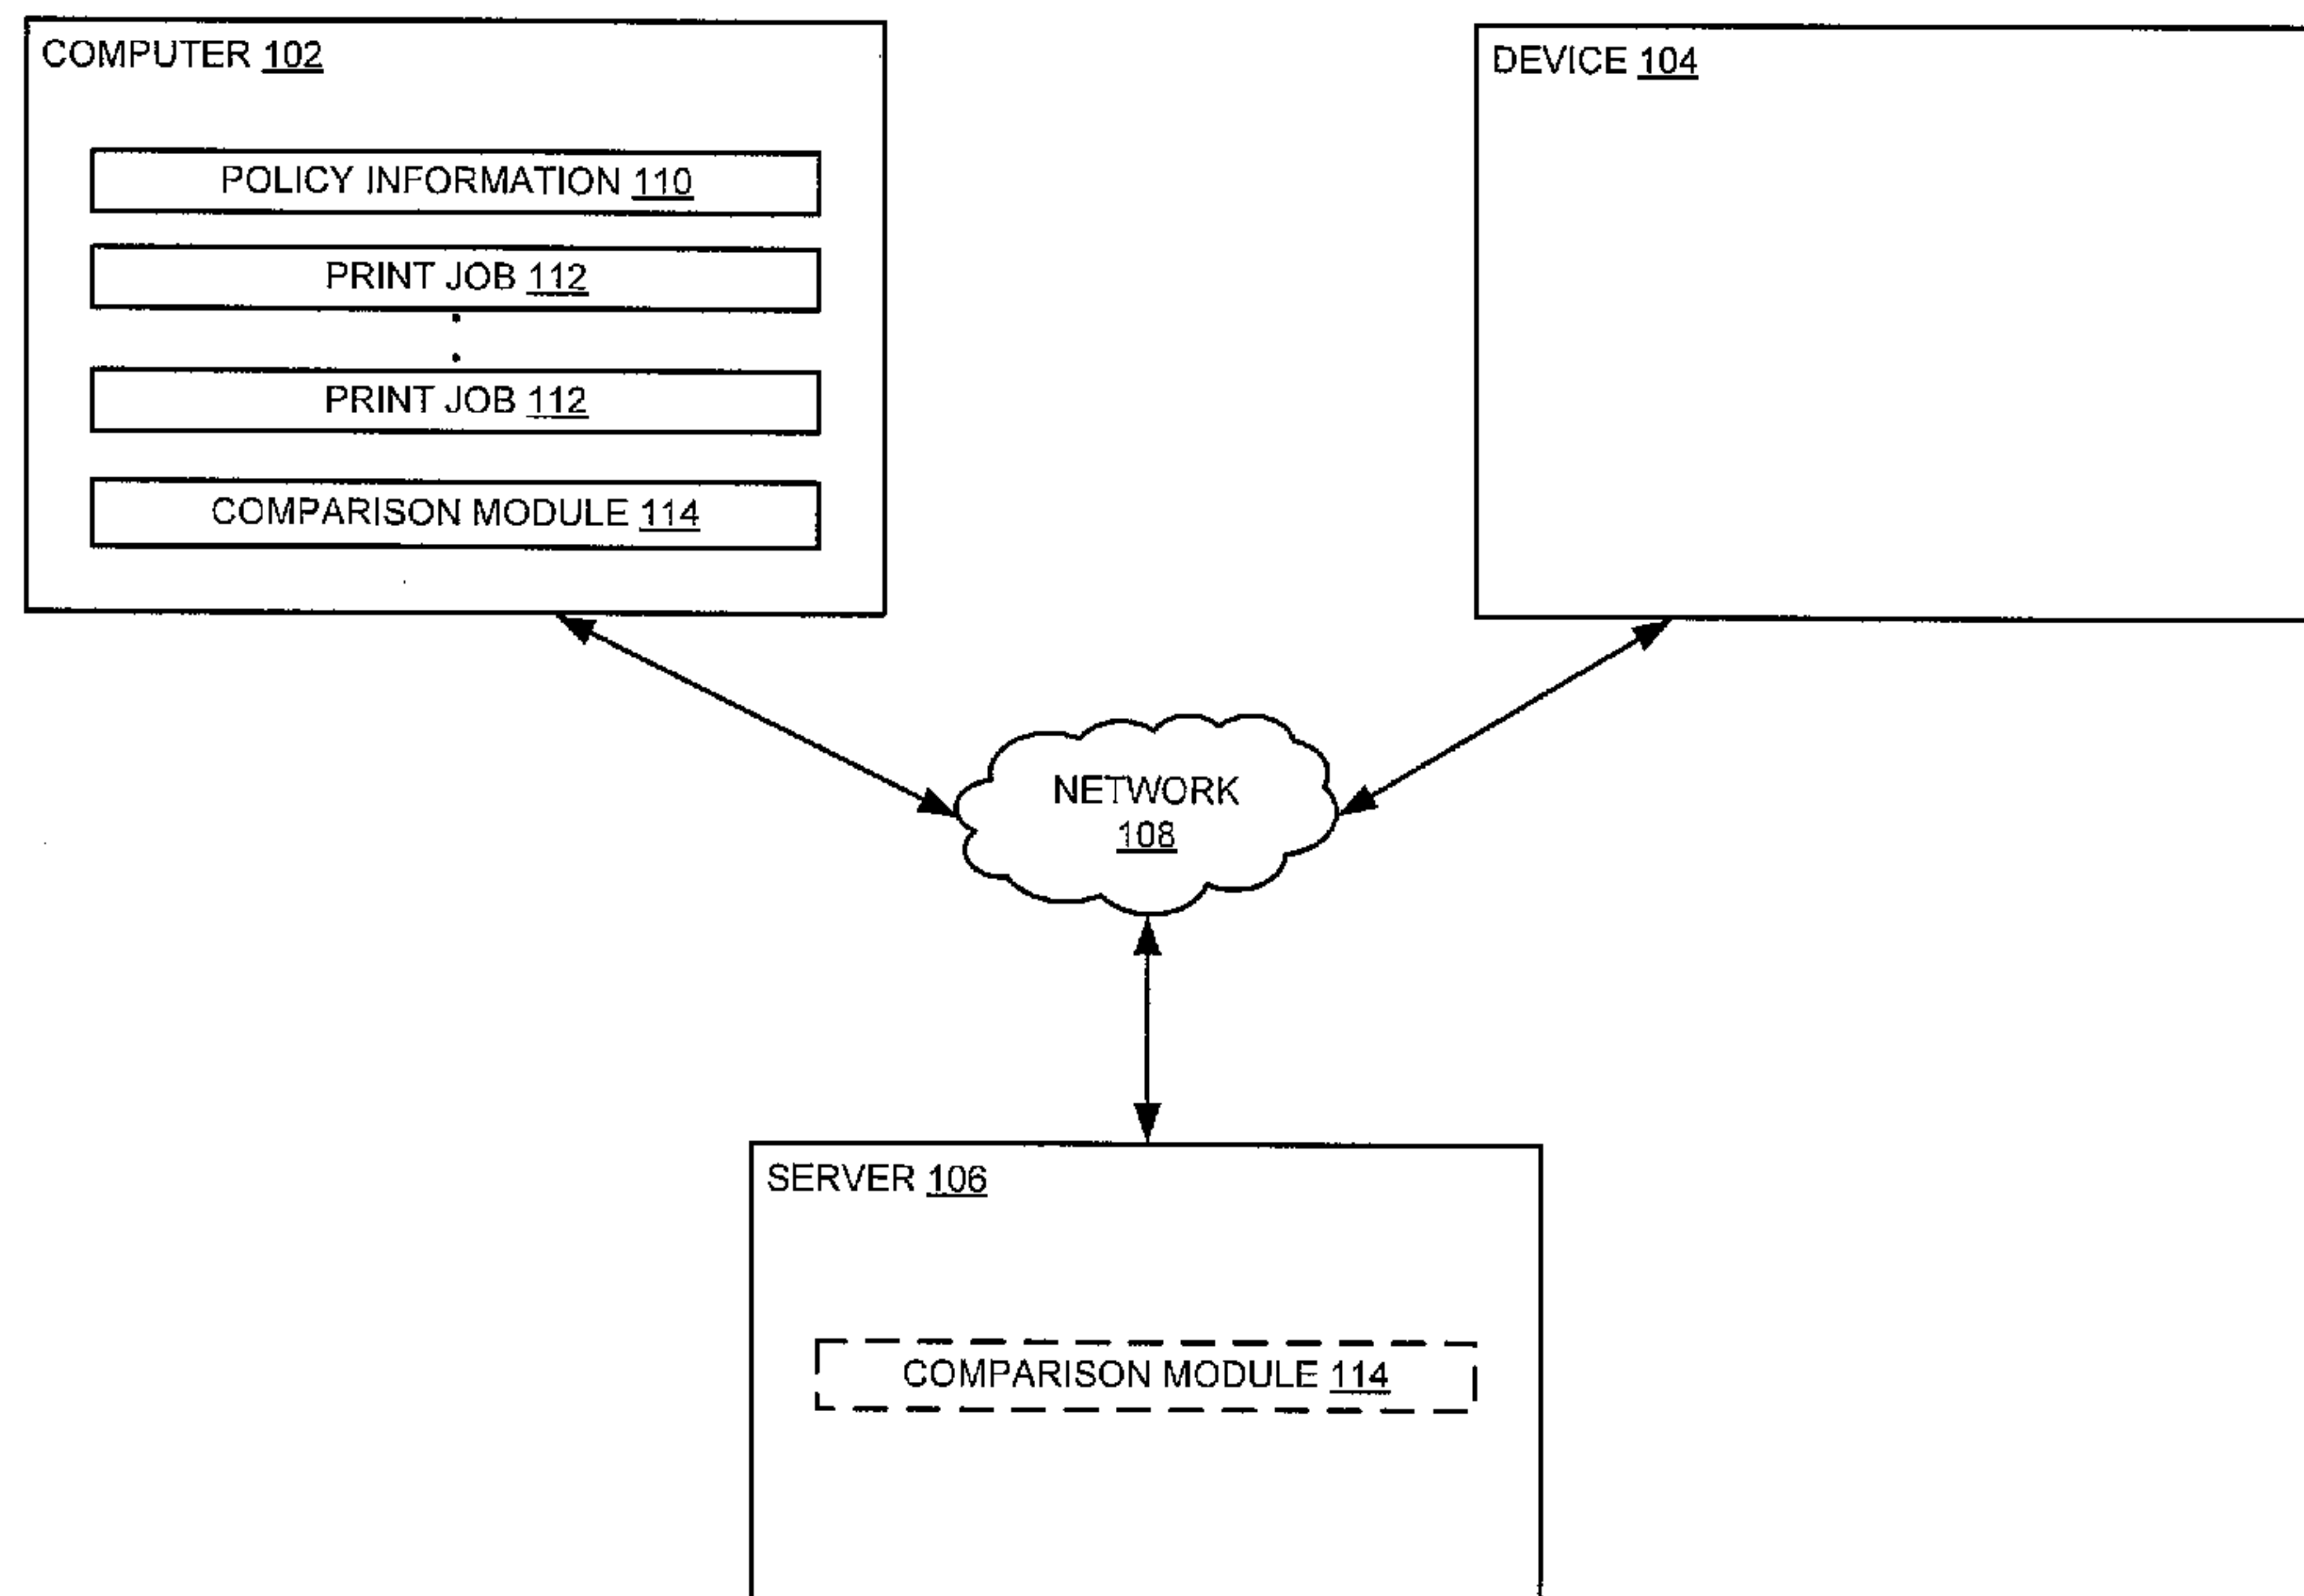 COMPUTER 102
POLICY INFORMATION 110
PRINT JOB 112
PRINT JOB 112
COMPARISON MODULE 114
DEVICE 104
NETWORK
108
SERVER 106
COMPARISON MODULE 114